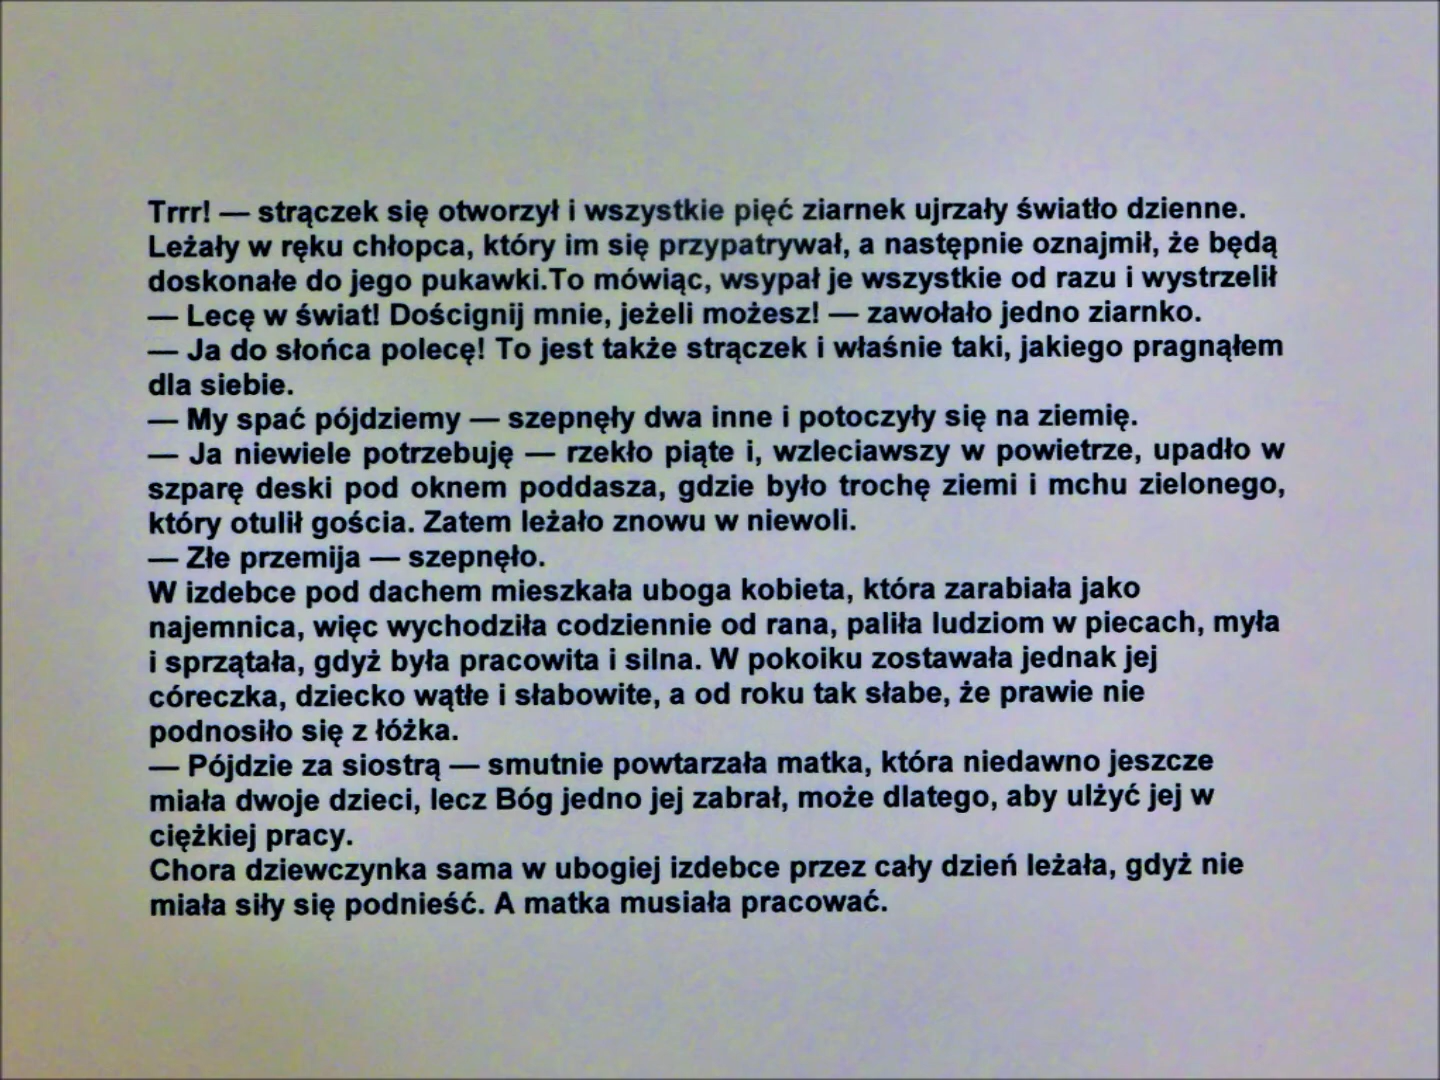 Trrr! — strączek się otworzył i wszystkie pięć ziarnek ujrzały światło dzienne.
Leżały w ręku chłopca, który im się przypatrywał, a następnie oznajmił, że będą
doskonałe do jego pukawki.To mówiąc, wsypał je wszystkie od razu i wystrzelił
— Lecę w świat! Doścignij mnie, jeżeli możesz! — zawołało jedno ziarnko.
— Ja do słońca polecę! To jest także strączek i właśnie taki, jakiego pragnąłem
dla siebie.
— My spać pójdziemy — szepnęły dwa inne i potoczyły się na ziemię.
— Ja niewiele potrzebuję — rzekło piąte i, wzleciawszy w powietrze, upadło w
szparę deski pod oknem poddasza, gdzie było trochę ziemi i mchu zielonego,
który otulił gościa. Zatem leżało znowu w niewoli.
— Złe przemija — szepnęło.
W izdebce pod dachem mieszkała uboga kobieta, która zarabiała jako
najemnica, więc wychodziła codziennie od rana, paliła ludziom w piecach, myła
i sprzątała, gdyż była pracowita i silna. W pokoiku zostawała jednak jej
córeczka, dziecko wątłe i słabowite, a od roku tak słabe, że prawie nie
podnosiło się z łóżka.
— Pójdzie za siostrą — smutnie powtarzała matka, która niedawno jeszcze
miała dwoje dzieci, lecz Bóg jedno jej zabrał, może dlatego, aby ulżyć jej w
ciężkiej pracy.
Chora dziewczynka sama w ubogiej izdebce przez cały dzień leżała, gdyż nie
miała siły się podnieść. A matka musiała pracować.